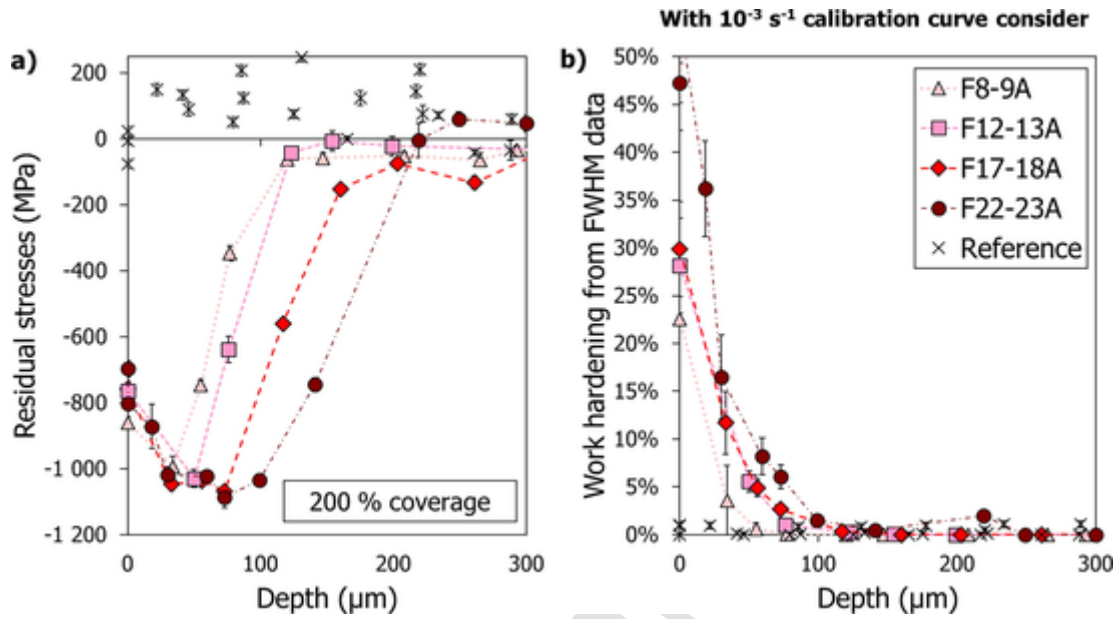 With 10⁻³ s⁻¹ calibration curve consider
a)
200
0
-200
-400
-600
-800
-1 000
-1 200
Residual stresses (MPa)
200 % coverage
0
100
200
300
Depth (µm)
b)
50%
45%
40%
35%
30%
25%
20%
15%
10%
5%
0%
Work hardening from FWHM data
F8-9A
F12-13A
F17-18A
F22-23A
Reference
0
100
200
300
Depth (µm)